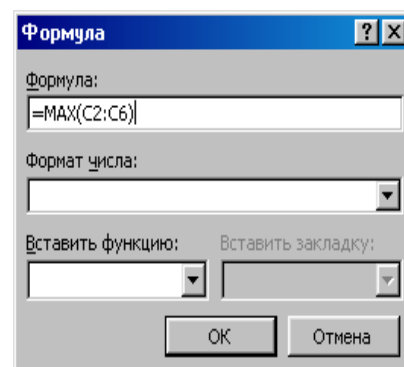 Формула
Формула:
=MAX(C2:C6)
Формат числа:
Вставить функцию: Вставить закладку:
ОК Отмена